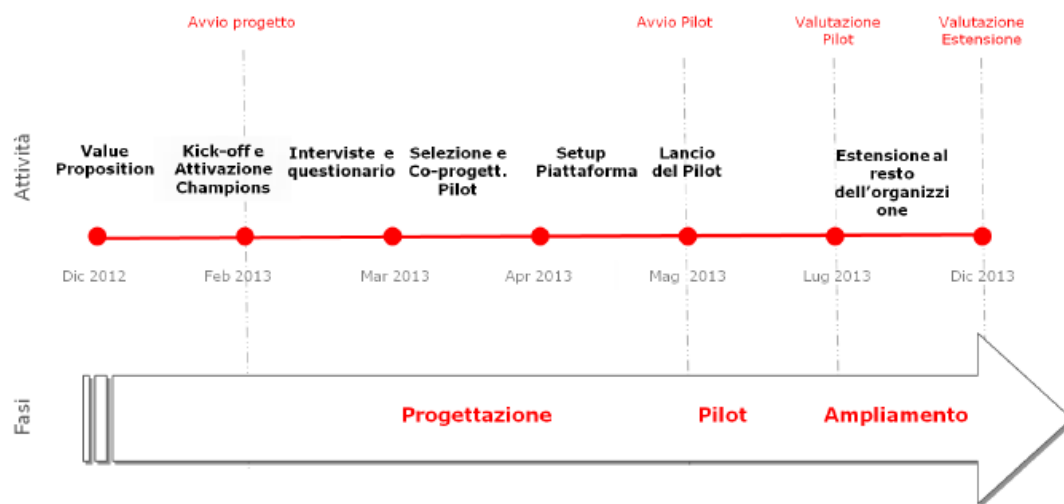 Avvio progetto
Avvio Pilot
Valutazione
Pilot
Valutazione
Estensione
Attività
Value
Proposition
Kick-off e
Attivazione
Champions
Interviste e
questionario
Selezione e
Co-progett.
Pilot
Setup
Piattaforma
Lancio
del Pilot
Estensione al
resto
dell'organizzi
one
Dic 2012
Feb 2013
Mar 2013
Apr 2013
Mag 2013
Lug 2013
Dic 2013
Fasi
Progettazione
Pilot
Ampliamento